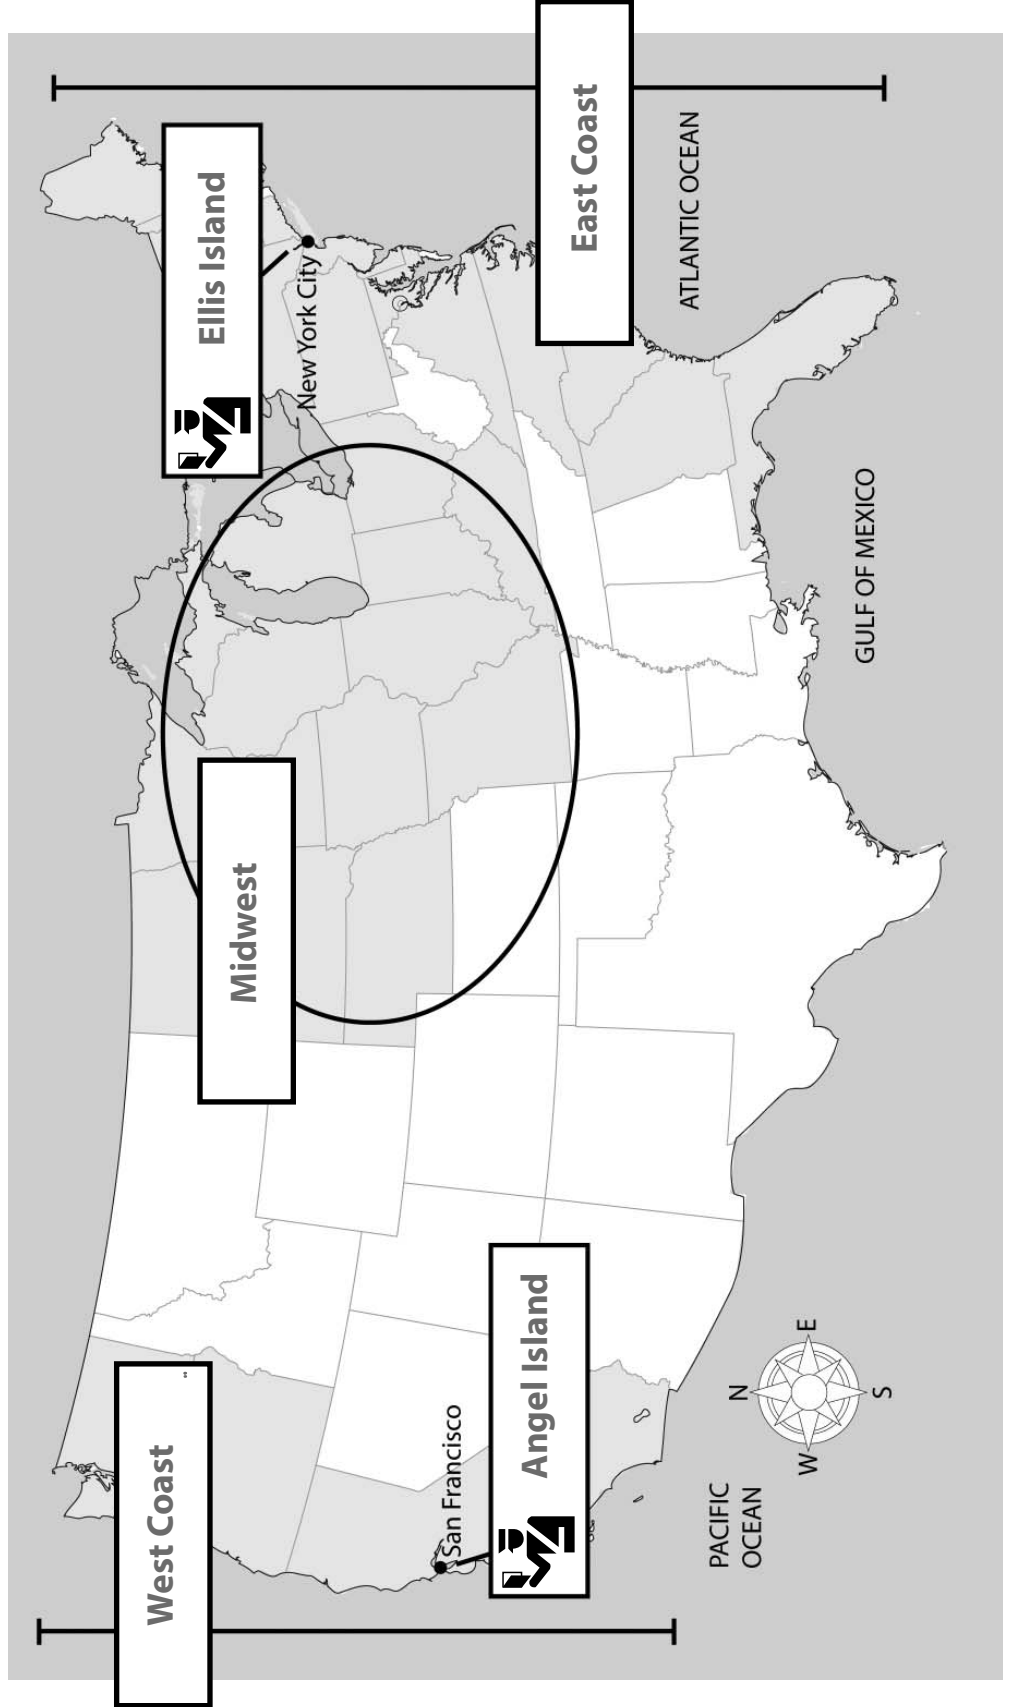 West Coast
Midwest
Ellis Island
New York City
East Coast
ATLANTIC OCEAN
San Francisco
Angel Island
GULF OF MEXICO
PACIFIC
OCEAN
N
W
E
S